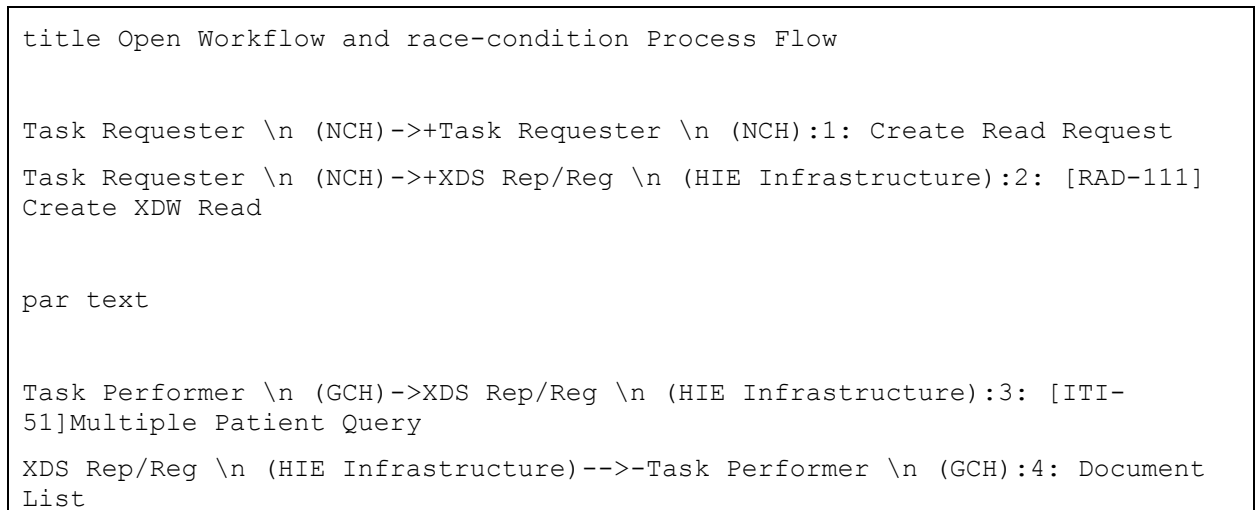 title Open Workflow and race-condition Process Flow
Task Requester \n (NCH)->+Task Requester \n (NCH):1: Create Read Request
Task Requester \n (NCH)->+XDS Rep/Reg \n (HIE Infrastructure):2: [RAD-111]
Create XDW Read
par text
Task Performer \n (GCH)->XDS Rep/Reg \n (HIE Infrastructure):3: [ITI-
51]Multiple Patient Query
XDS Rep/Reg \n (HIE Infrastructure)-->-Task Performer \n (GCH):4: Document
List